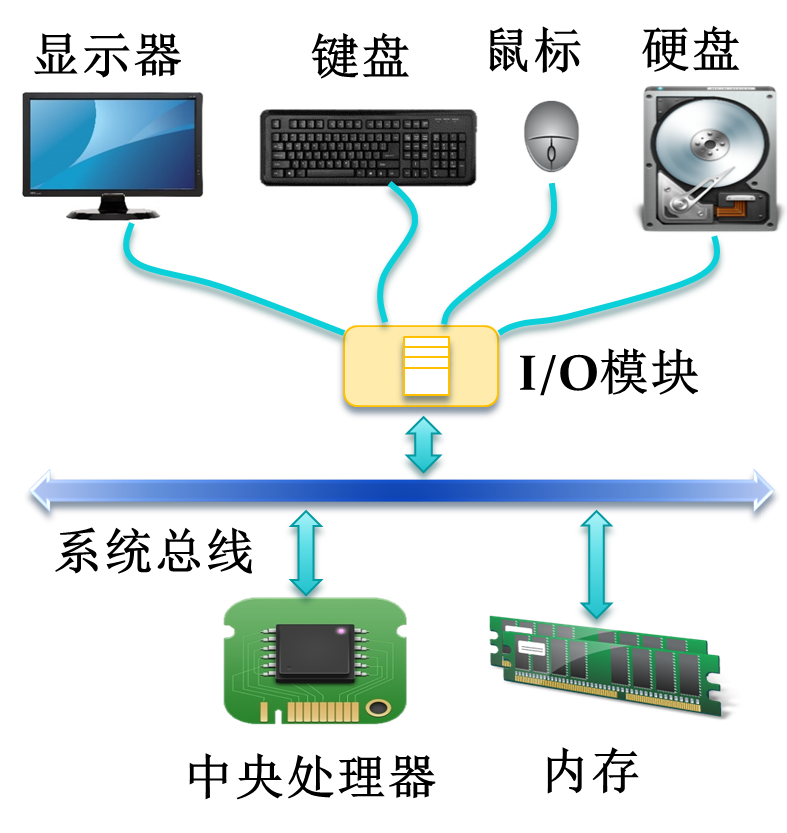 显示器
键盘
鼠标
硬盘
I/O模块
系统总线
中央处理器
内存